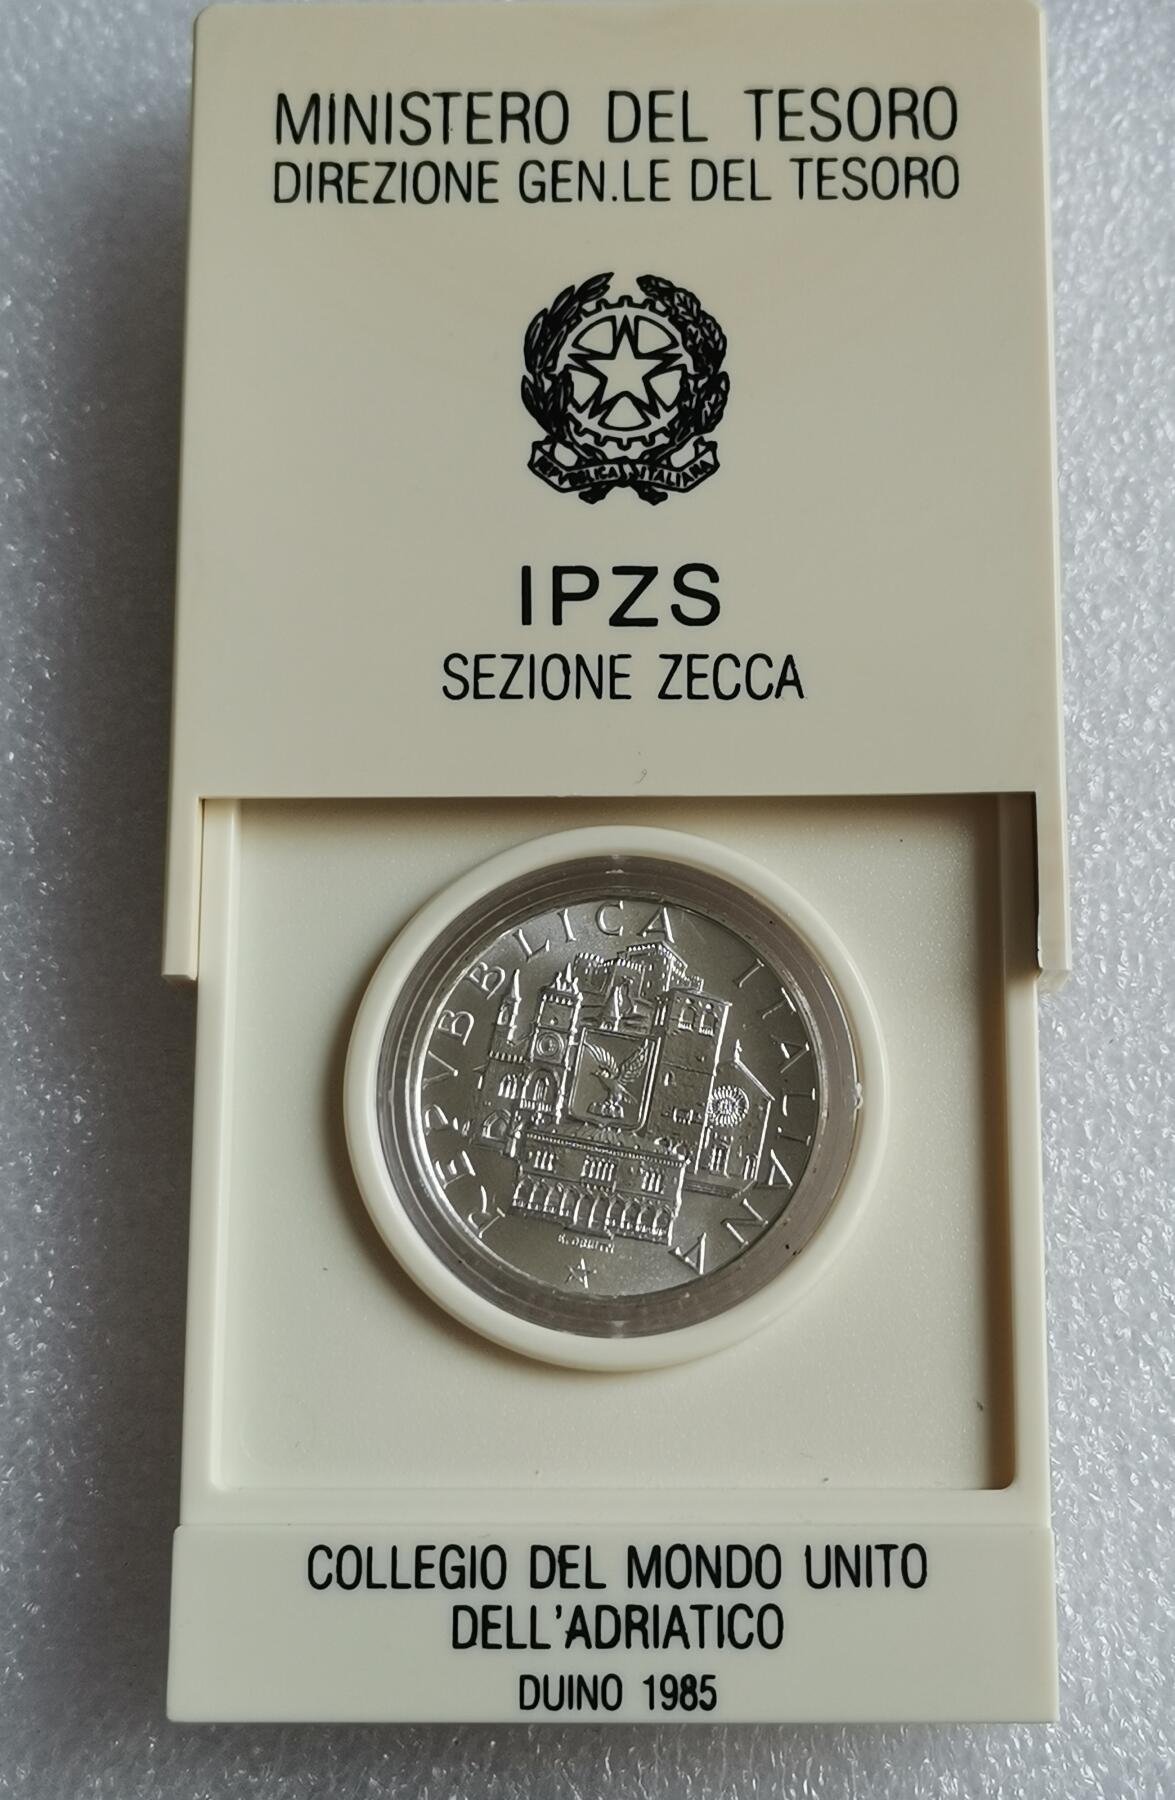 MINISTERO DEL TESORO
DIREZIONE GEN.LE DEL TESORO
REPVBBLICA ITALIANA
IPZS
SEZIONE ZECCA
REPVBBLICA ITALIANA
COLLEGIO DEL MONDO UNITO
DELL'ADRIATICO
DUINO 1985